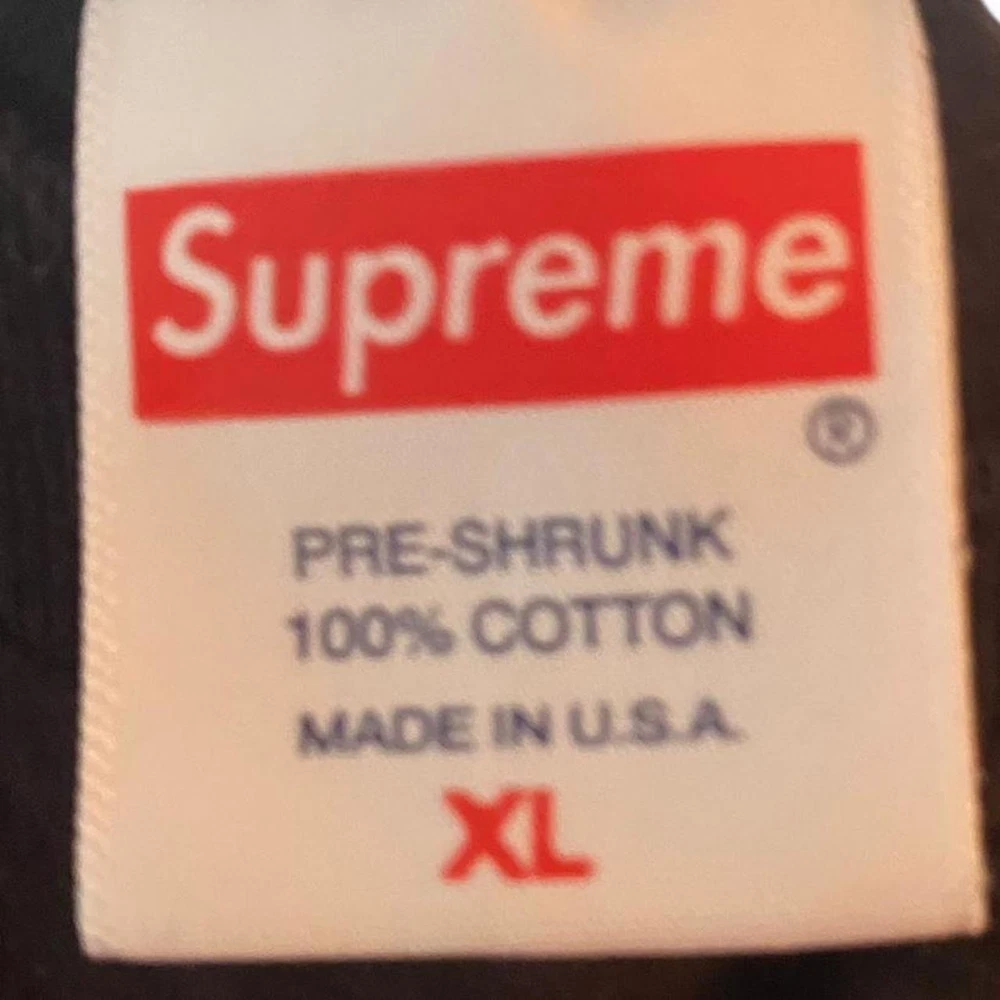 Supreme
®
PRE-SHRUNK
100% COTTON
MADE IN U.S.A.
XL